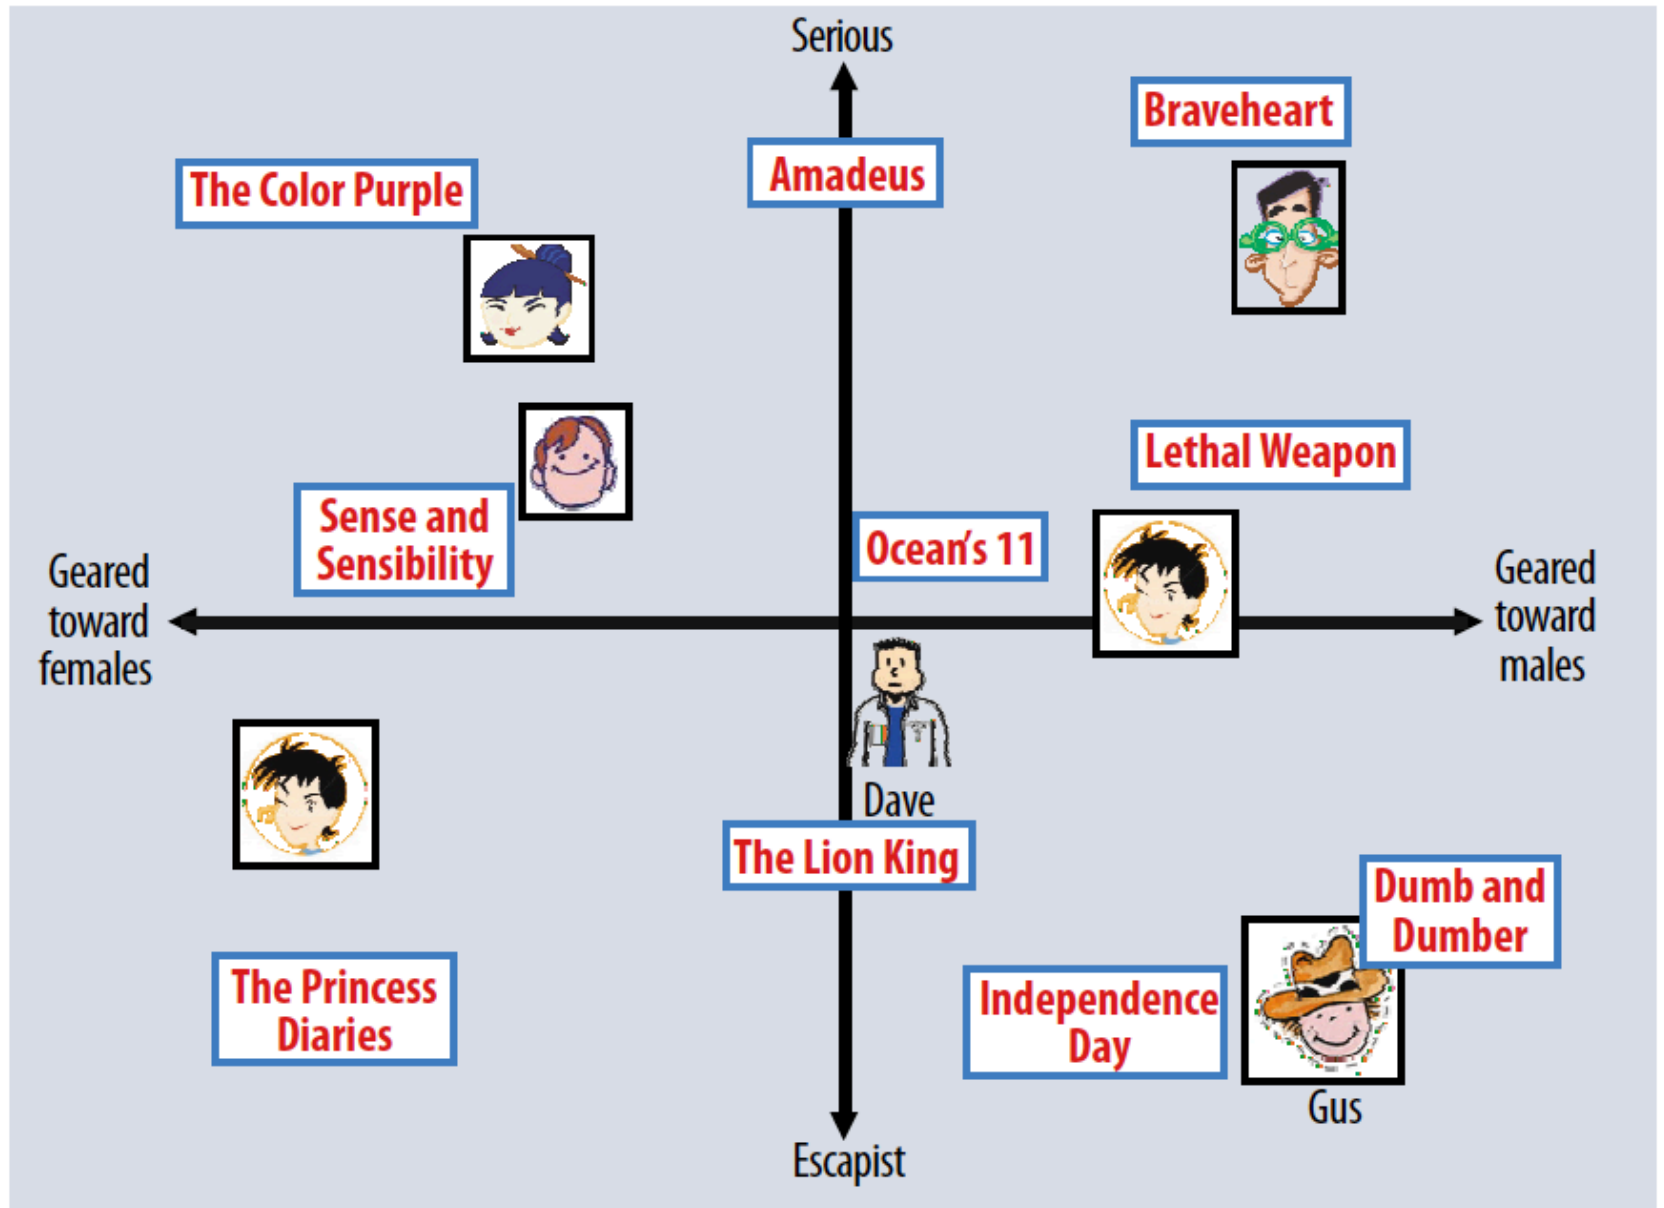 Serious
Braveheart
Amadeus
The Color Purple
Lethal Weapon
Sense and
Sensibility
Ocean's 11
Geared
toward
females
Geared
toward
males
Dave
The Lion King
Dumb and
Dumber
The Princess
Diaries
Independence
Day
Gus
Escapist